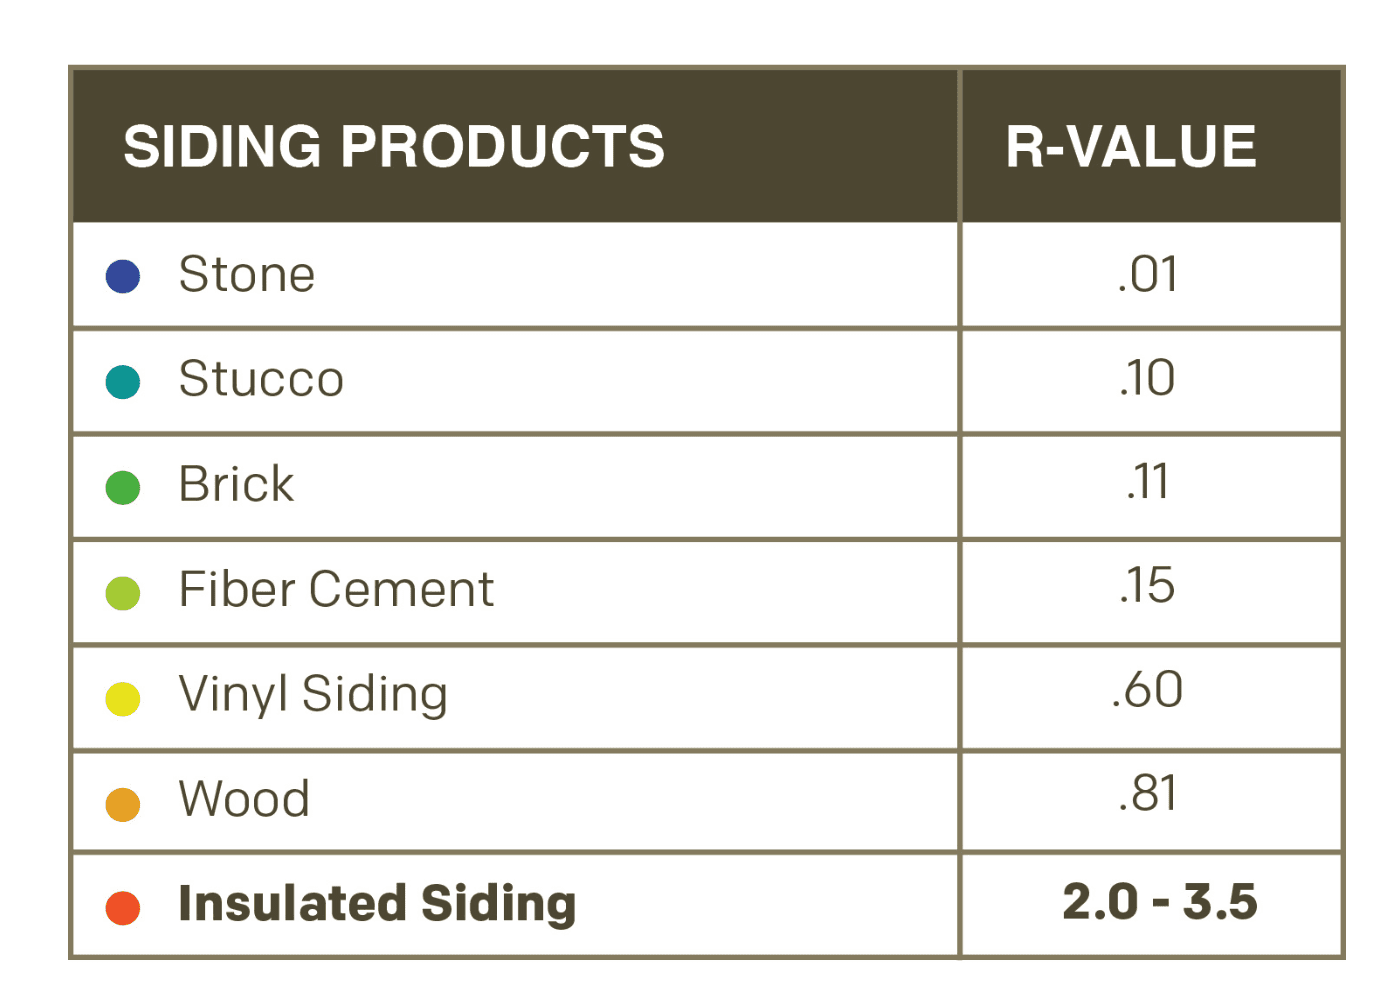 SIDING PRODUCTS R-VALUE
Stone .01
Stucco .10
Brick .11
Fiber Cement .15
Vinyl Siding .60
Wood .81
Insulated Siding 2.0 - 3.5